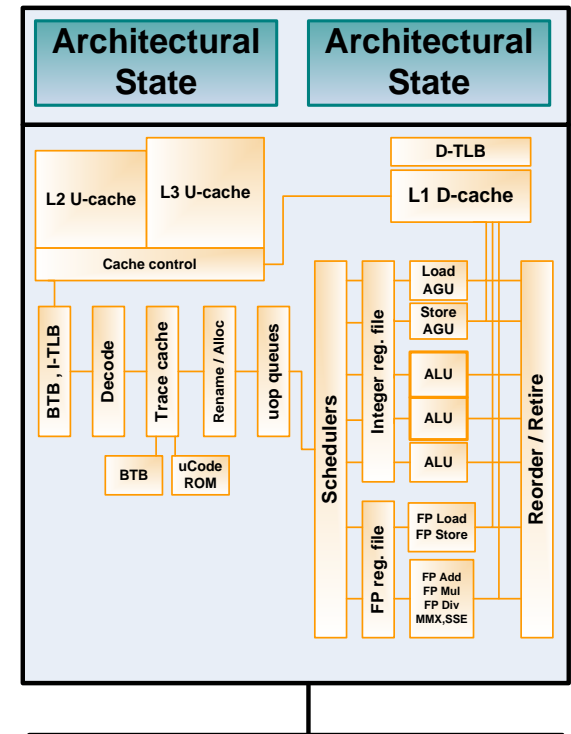 Architectural
State
Architectural
State
D-TLB
L2 U-cache
L3 U-cache
L1 D-cache
Cache control
Load
AGU
Store
AGU
BTB , I-TLB
Decode
Trace cache
Rename / Alloc
uop queues
Schedulers
Integer reg. file
ALU
ALU
ALU
Reorder / Retire
BTB
uCode
ROM
FP reg. file
FP Load
FP Store
FP Add
FP Mul
FP Div
MMX,SSE